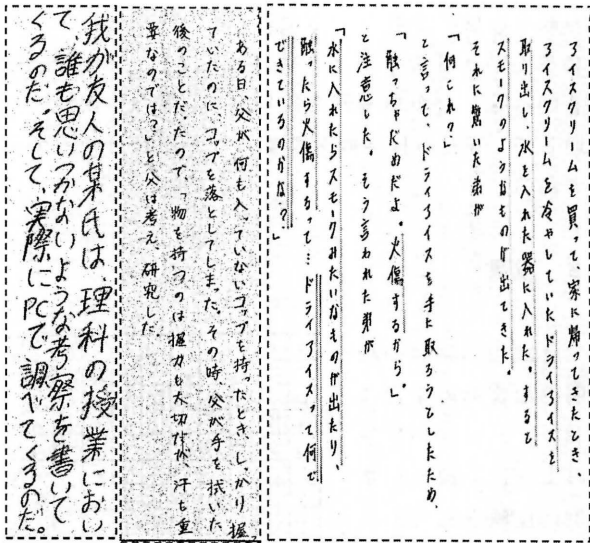 アイスクリームを買って、家に帰ってきたとき、
アイスクリームを冷やしていたドライアイスを
取り出し、水を入れた器に入れた。すると
スモークのようなものが出てきた。
それに驚いた弟が
「何これ？」
と言って、ドライアイスを手に取ろうとしたため、
「触っちゃだめだよ。火傷するから」。
と注意した。そう言われた弟が
「水に入れたらスモークみたいなものが出たり、
触ったら火傷するって…ドライアイスって何で
できているのかな？」
ある日、父が何も入っていないコップを持ったとき、しっかり握っ
ていたのに、コップを落としてしまった。その時、父が手を拭いた
後のことだったので、「物を持つのは握力も大切だが、汗も重
要なのでは？」と父は考え、研究した
我が友人の某氏は、理科の授業におい
て、誰も思いつかないような考察を書いて
くるのだ。そして、実際にPCで調べてくるのだ。